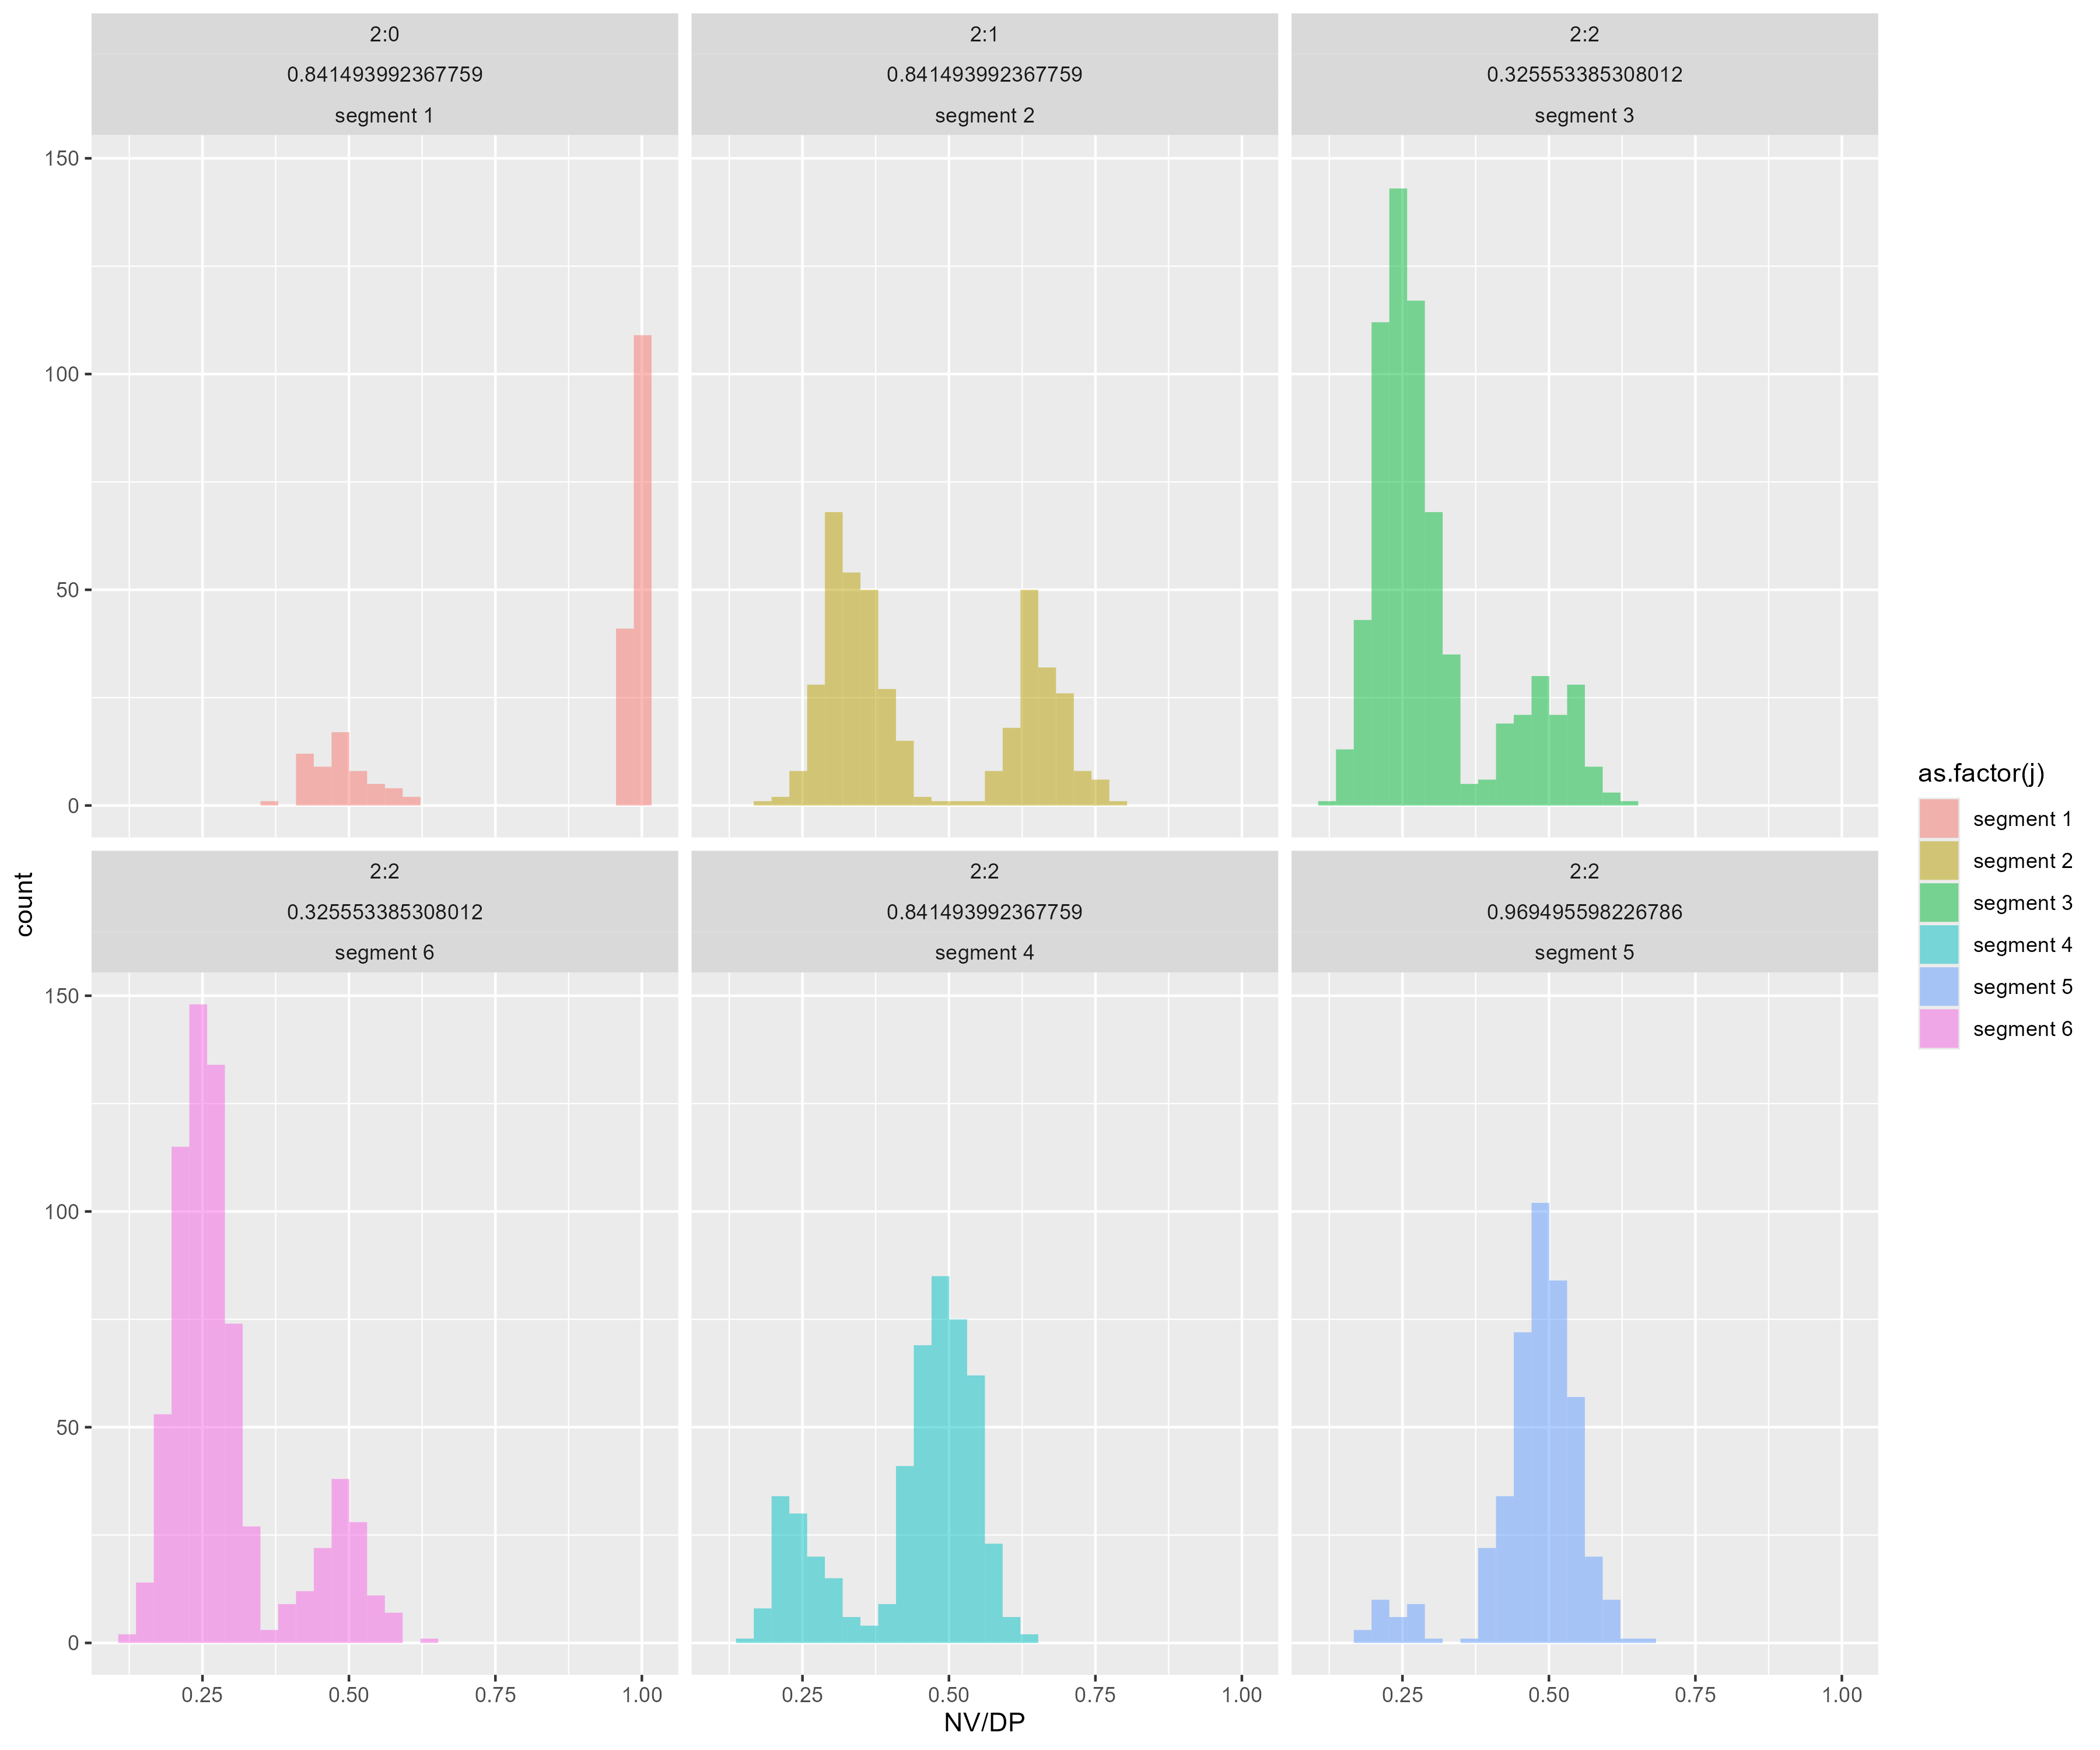 2:0
0.841493992367759
segment 1
2:1
0.841493992367759
segment 2
2:2
0.325553385308012
segment 3
150
100
50
0
2:2
0.325553385308012
segment 6
2:2
0.841493992367759
segment 4
2:2
0.969495598226786
segment 5
150
100
50
0
0.25 0.50 0.75 1.00
0.25 0.50 0.75 1.00
0.25 0.50 0.75 1.00
NV/DP
count
as.factor(j)
segment 1
segment 2
segment 3
segment 4
segment 5
segment 6